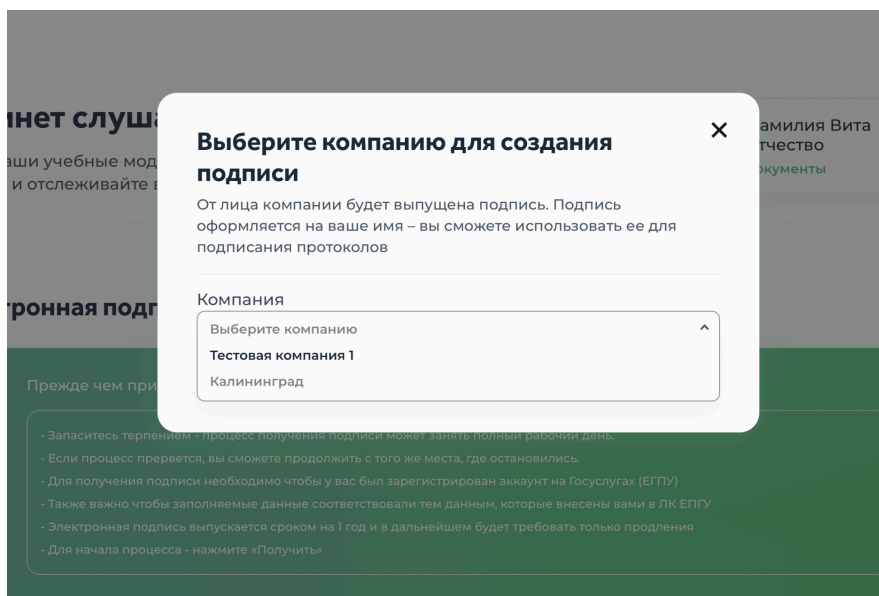 инет слуш
Выберите компанию для создания
подписи
амилия Вита
тчество
окументы
аши учебные мод
и отслеживайте
От лица компании будет выпущена подпись. Подпись
оформляется на ваше имя – вы сможете использовать ее для
подписания протоколов
тронная подп
Компания
Выберите компанию
Тестовая компания 1
Калининград
Прежде чем при
- Запаситесь терпением - процесс получения подписи может занять полный рабочий день.
- Если процесс прервется, вы сможете продолжить с того же места, где остановились.
- Для получения подписи необходимо чтобы у вас был зарегистрирован аккаунт на Госуслугах (ЕГПУ)
- Также важно чтобы заполняемые данные соответствовали тем данным, которые внесены вами в ЛК ЕПГУ
- Электронная подпись выпускается сроком на 1 год и в дальнейшем будет требовать только продления
- Для начала процесса - нажмите «Получить»